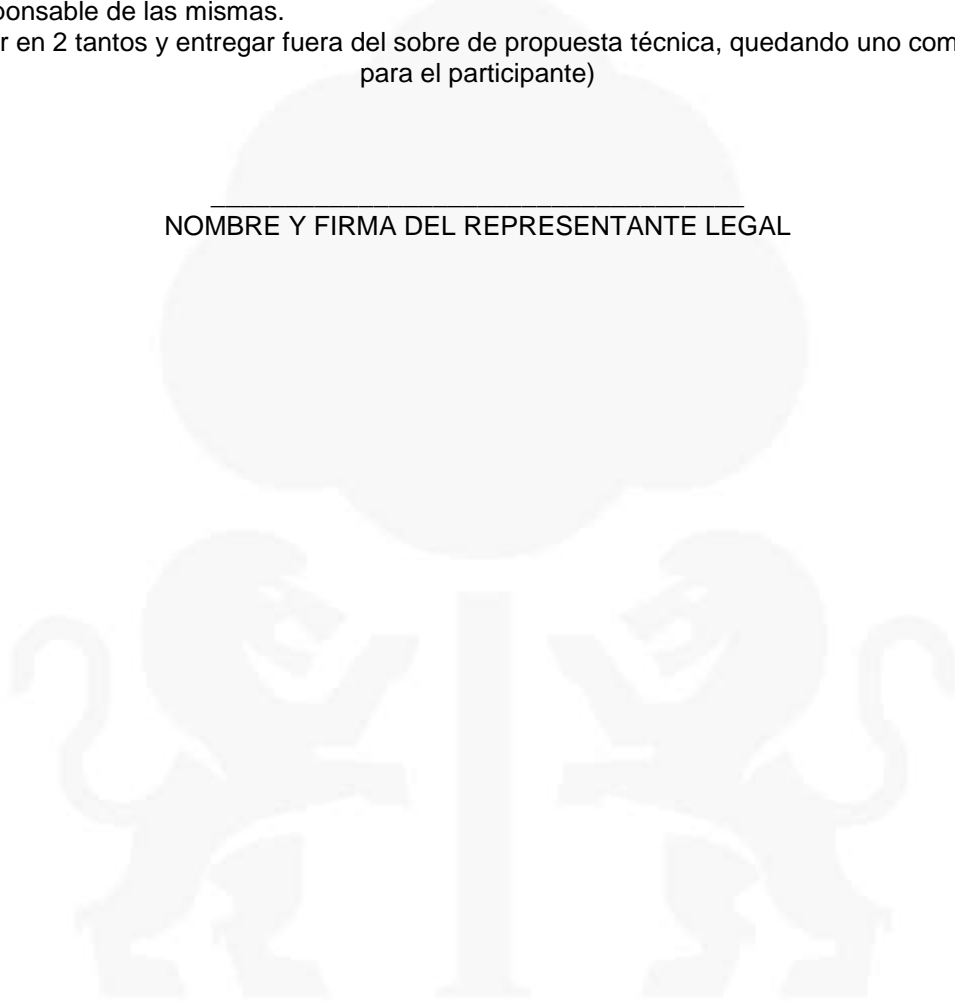 ponsable de las mismas.
r en 2 tantos y entregar fuera del sobre de propuesta técnica, quedando uno com
para el participante)
____________________________________
NOMBRE Y FIRMA DEL REPRESENTANTE LEGAL